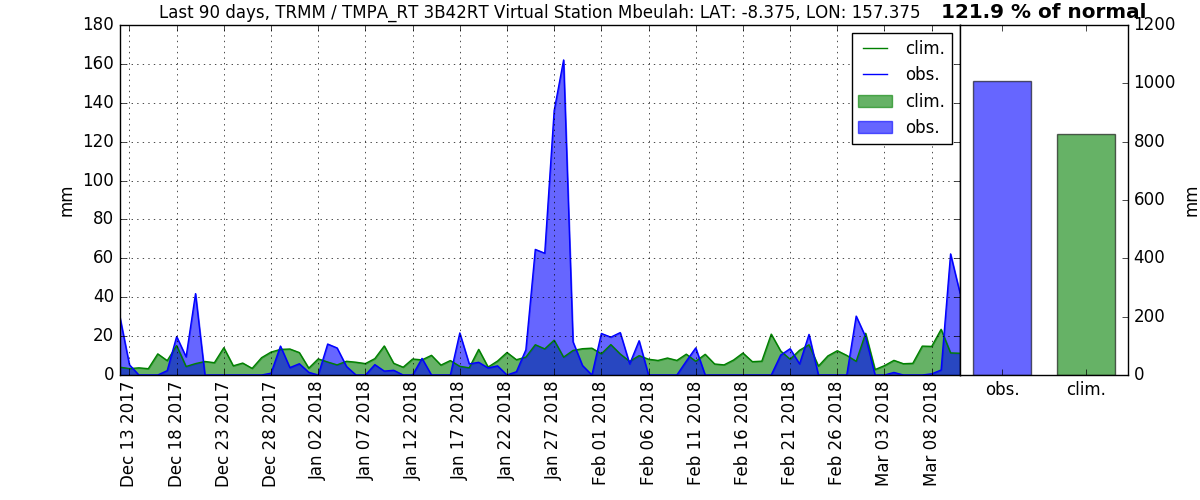 Last 90 days, TRMM / TMPA_RT 3B42RT Virtual Station Mbeulah: LAT: -8.375, LON: 157.375 121.9 % of normal
180
160
140
120
100
80
60
40
20
0
mm
clim.
obs.
clim.
obs.
1200
1000
800
600
400
200
0
mm
obs. clim.
Dec 13 2017
Dec 18 2017
Dec 23 2017
Dec 28 2017
Jan 02 2018
Jan 07 2018
Jan 12 2018
Jan 17 2018
Jan 22 2018
Jan 27 2018
Feb 01 2018
Feb 06 2018
Feb 11 2018
Feb 16 2018
Feb 21 2018
Feb 26 2018
Mar 03 2018
Mar 08 2018